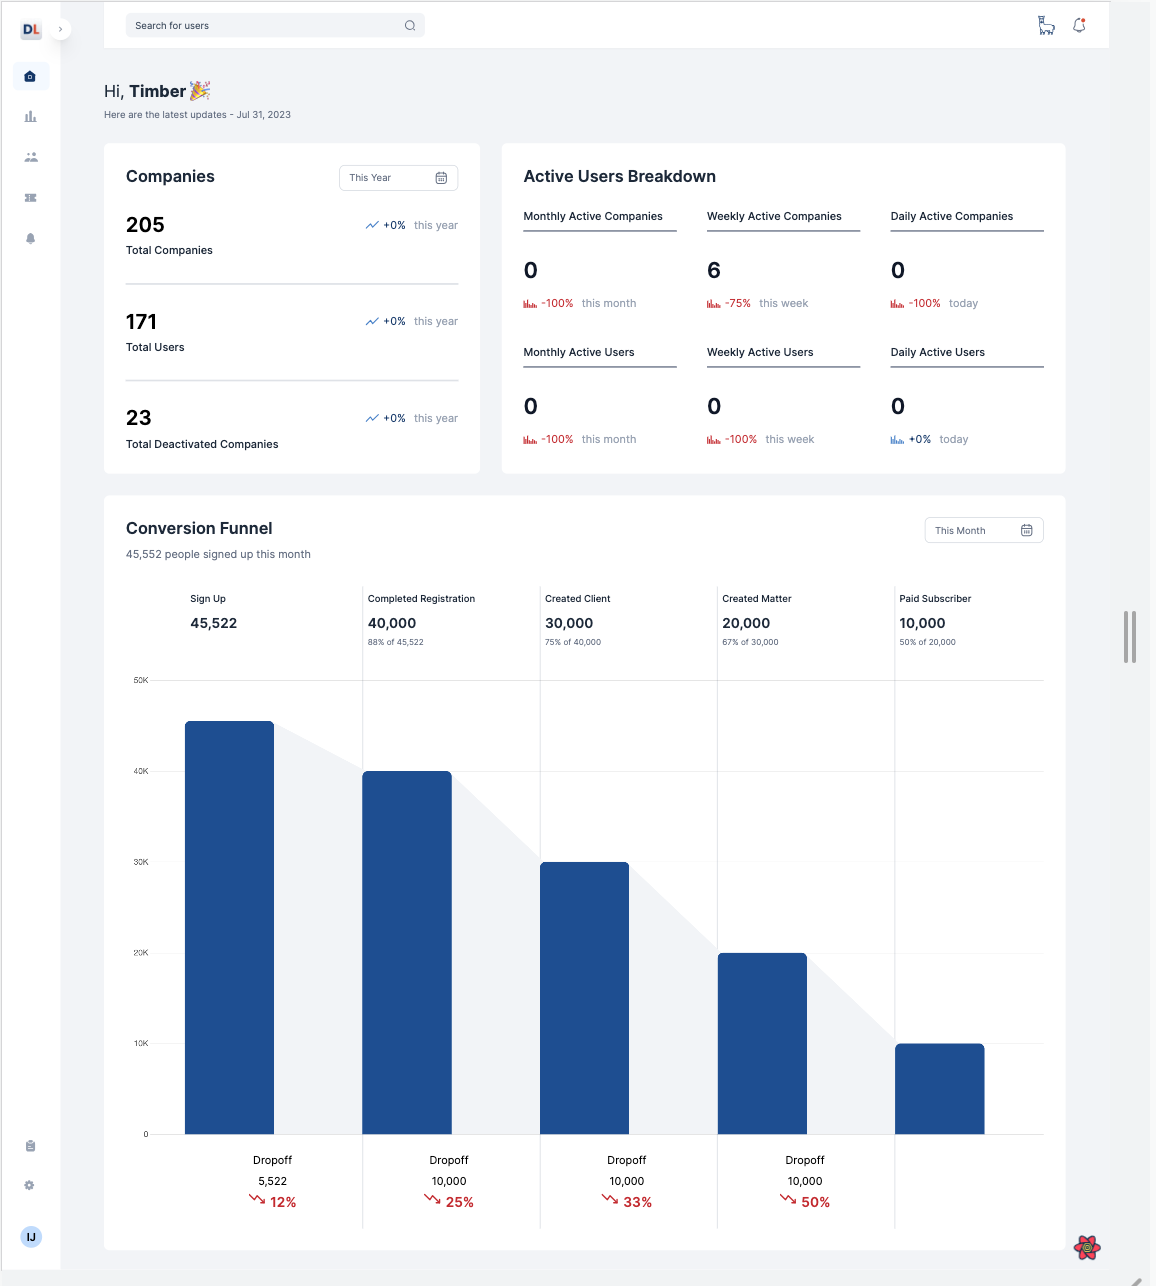 DL
Search for users
Hi, Timber
Here are the latest updates - Jul 31, 2023
Companies
This Year
205
+0% this year
Total Companies
171
+0% this year
Total Users
23
+0% this year
Total Deactivated Companies
Active Users Breakdown
Monthly Active Companies
Weekly Active Companies
Daily Active Companies
0
6
0
-100% this month
-75% this week
-100% today
Monthly Active Users
Weekly Active Users
Daily Active Users
0
0
0
-100% this month
-100% this week
+0% today
Conversion Funnel
This Month
45,552 people signed up this month
Sign Up
45,522
Completed Registration
40,000
88% of 45,522
Created Client
30,000
75% of 40,000
Created Matter
20,000
67% of 30,000
Paid Subscriber
10,000
50% of 20,000
50K
40K
30K
20K
10K
0
Dropoff
5,522
12%
Dropoff
10,000
25%
Dropoff
10,000
33%
Dropoff
10,000
50%
IJ